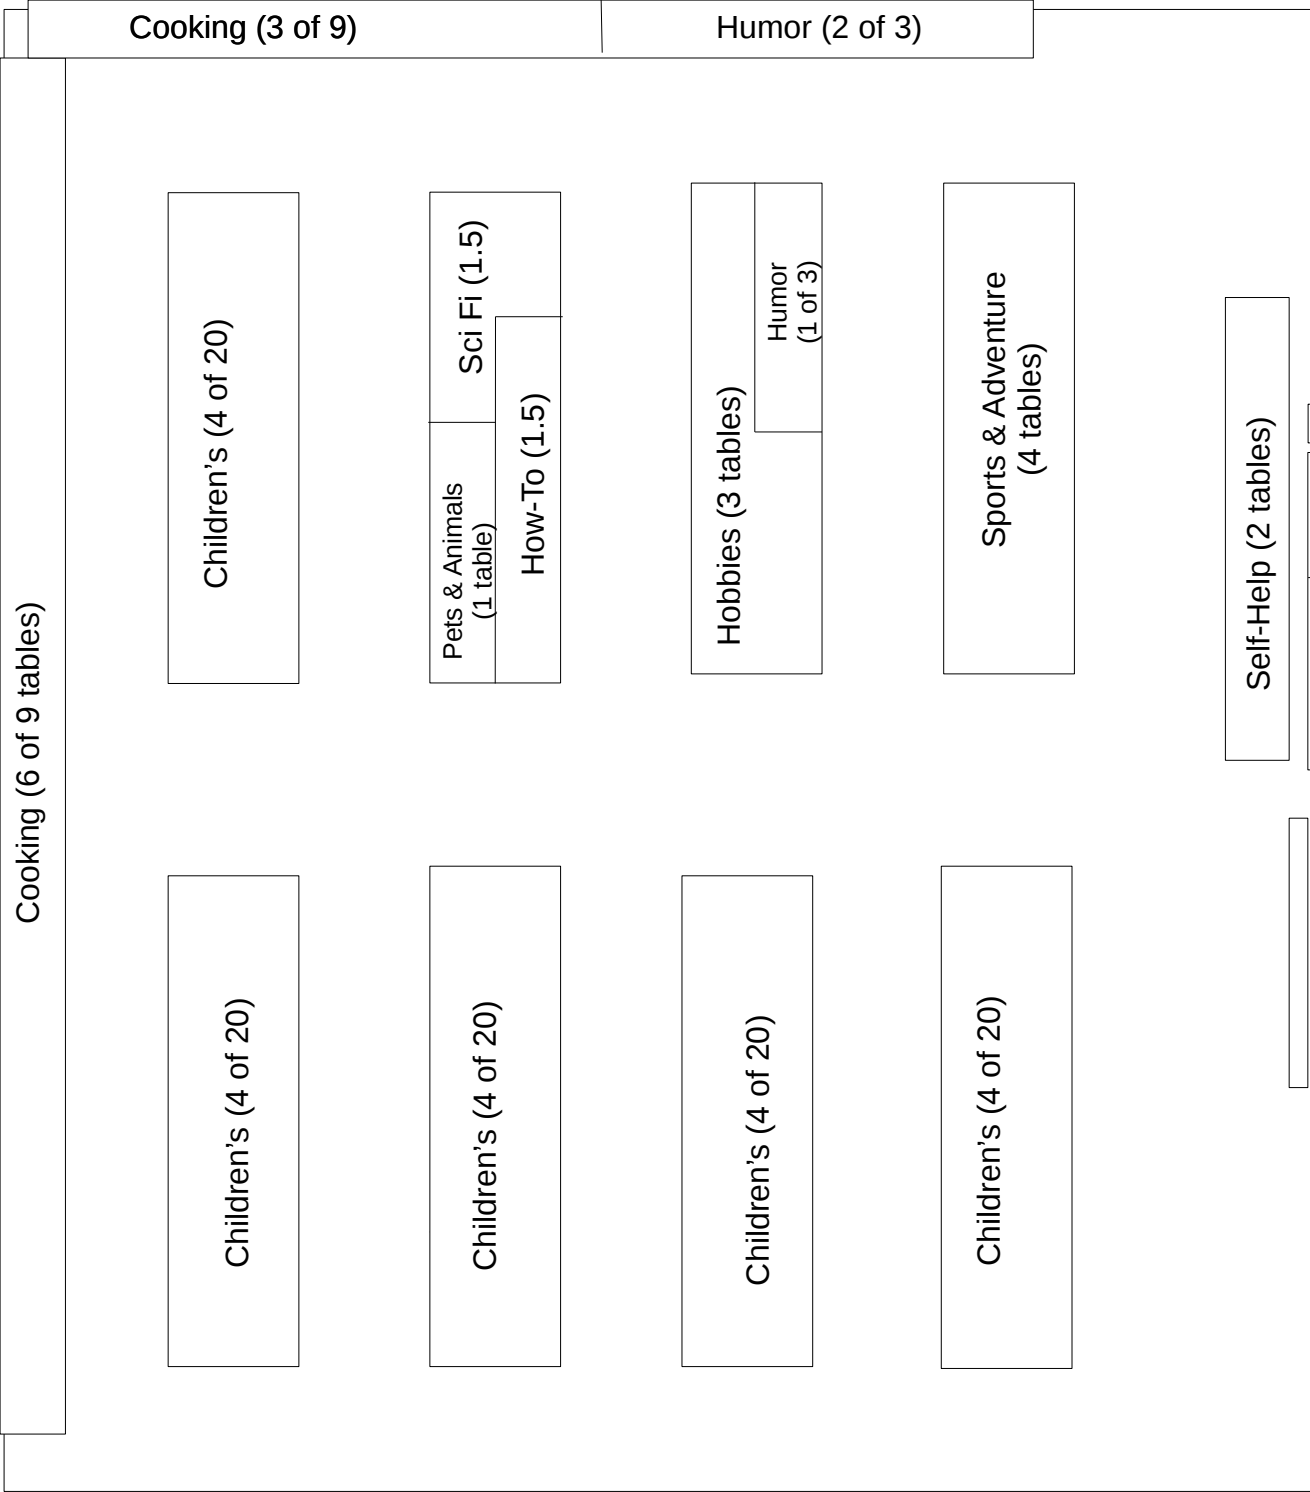 Cooking (3 of 9)
Humor (2 of 3)
Cooking (6 of 9 tables)
Children’s (4 of 20)
Sci Fi (1.5)
Pets & Animals
(1 table)
How-To (1.5)
Hobbies (3 tables)
Humor
(1 of 3)
Sports & Adventure
(4 tables)
Self-Help (2 tables)
Children’s (4 of 20)
Children’s (4 of 20)
Children’s (4 of 20)
Children’s (4 of 20)